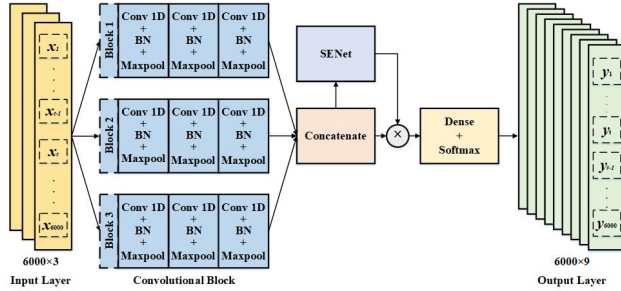 Block 1
Conv 1D
+
BN
+
Maxpool
Conv 1D
+
BN
+
Maxpool
Conv 1D
+
BN
+
Maxpool
Block 2
Conv 1D
+
BN
+
Maxpool
Conv 1D
+
BN
+
Maxpool
Conv 1D
+
BN
+
Maxpool
Block 3
Conv 1D
+
BN
+
Maxpool
Conv 1D
+
BN
+
Maxpool
Conv 1D
+
BN
+
Maxpool
x₁
xₜ₋₁
xₜ
x₆₀₀₀
6000×3
Input Layer
Convolutional Block
SENet
Concatenate
×
Dense
+
Softmax
y₁
yₜ
yₜ₋₁
y₆₀₀₀
6000×9
Output Layer